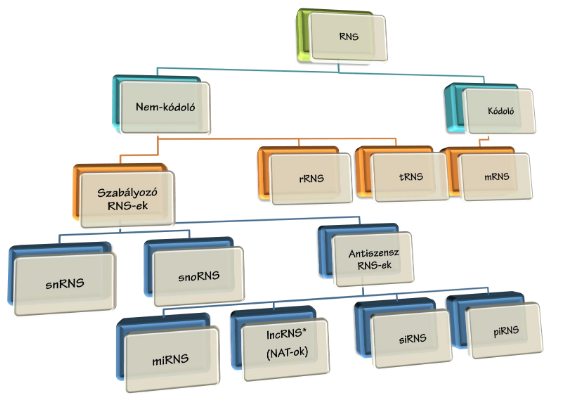 RNS
Nem-kódoló
Kódoló
Szabályozó
RNS-ek
rRNS
tRNS
mRNS
snRNS
snoRNS
Antiszensz
RNS-ek
miRNS
lncRNS*
(NAT-ok)
siRNS
piRNS